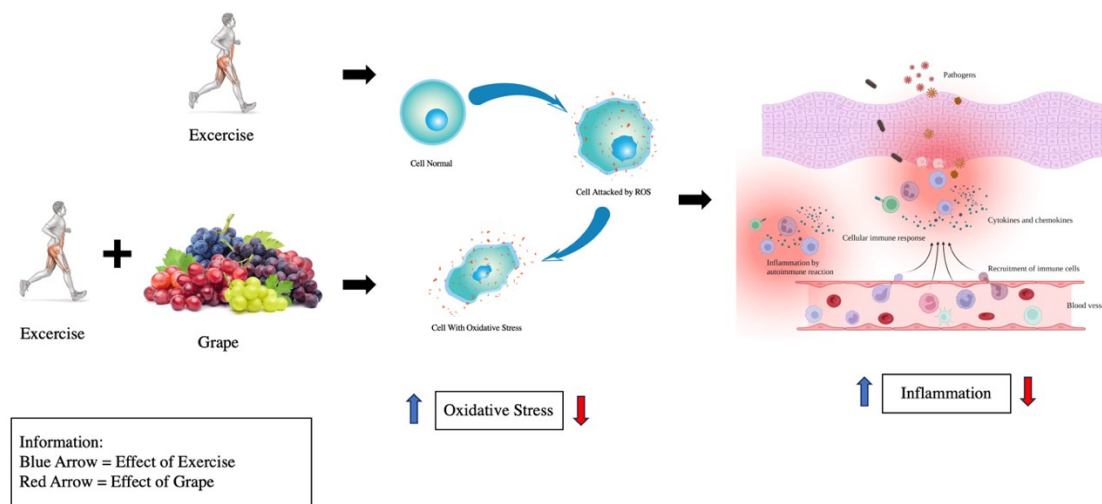 Excercise
Excercise
Grape
Cell Normal
Cell Attacked by ROS
Cell With Oxidative Stress
Oxidative Stress
Pathogens
Cytokines and chemokines
Cellular immune response
Inflammation by
autoimmune reaction
Recruitment of immune cells
Blood vesse
Inflammation
Information:
Blue Arrow = Effect of Exercise
Red Arrow = Effect of Grape